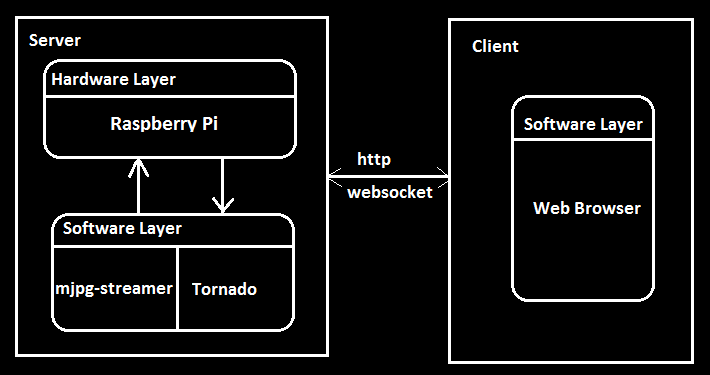 Server
Hardware Layer
Raspberry Pi
Software Layer
mjpg-streamer
Tornado
http
websocket
Client
Software Layer
Web Browser